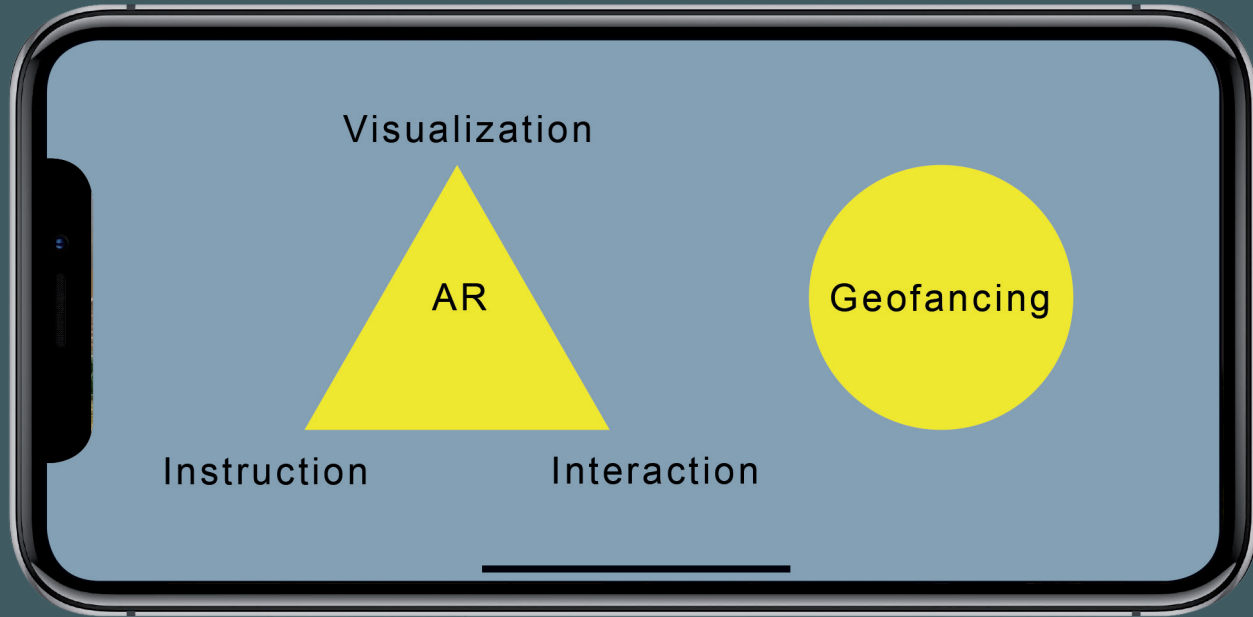 Visualization
AR
Geofancing
Instruction
Interaction